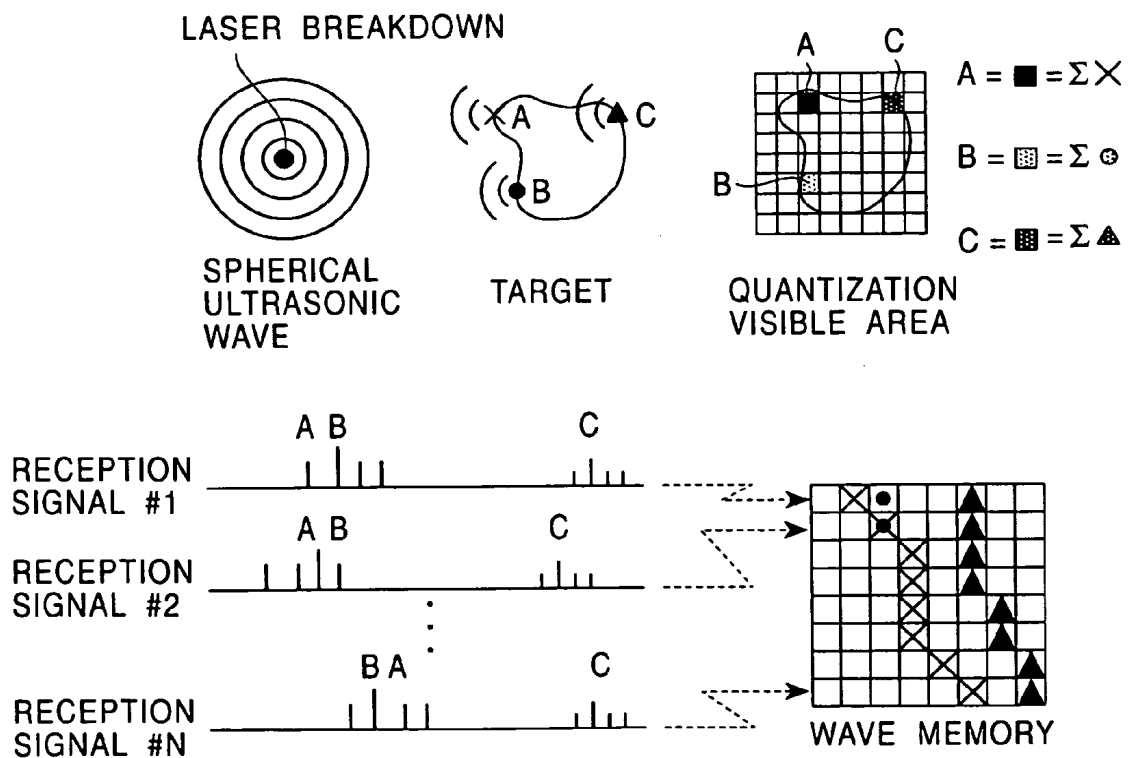 LASER BREAKDOWN
A
C
A = ■ = Σ ×
A
C
B
B
B = ▒ = Σ ●
C = ▓ = Σ ▲
SPHERICAL
ULTRASONIC
WAVE
TARGET
QUANTIZATION
VISIBLE AREA
A B
C
RECEPTION
SIGNAL #1
A B
C
RECEPTION
SIGNAL #2
B A
C
RECEPTION
SIGNAL #N
WAVE MEMORY